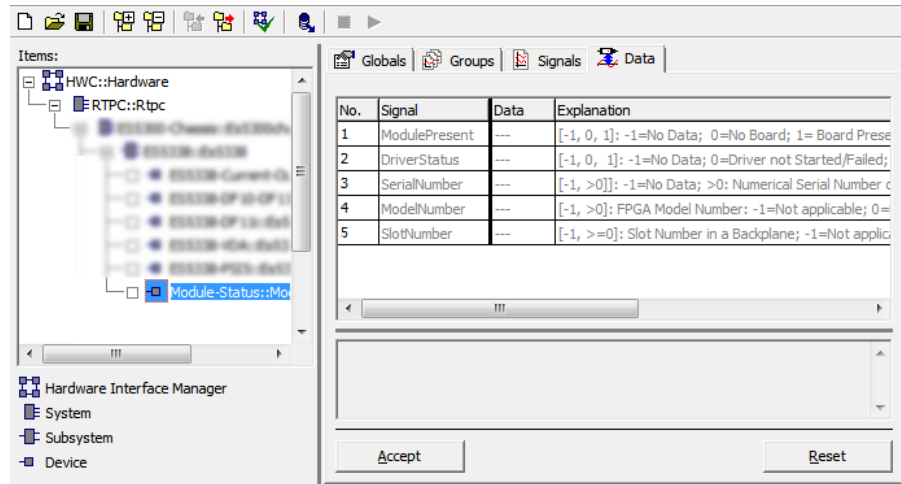 Items:
HWC::Hardware
RTPC::Rtpc
Module-Status::Mo
Hardware Interface Manager
System
Subsystem
Device
Globals Groups Signals Data
No. Signal Data Explanation
1 ModulePresent --- [-1, 0, 1]: -1=No Data; 0=No Board; 1= Board Prese
2 DriverStatus --- [-1, 0, 1]: -1=No Data; 0=Driver not Started/Failed;
3 SerialNumber --- [-1, >0]]: -1=No Data; >0: Numerical Serial Number
4 ModelNumber --- [-1, >0]: FPGA Model Number: -1=Not applicable; 0=
5 SlotNumber --- [-1, >=0]: Slot Number in a Backplane; -1=Not applic
Accept Reset